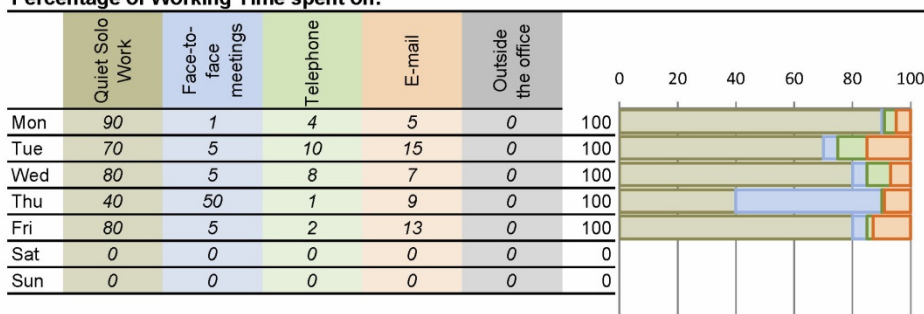 Percentage of Working Time spent on:
Quiet Solo
Work
Face-to-
face
meetings
Telephone
E-mail
Outside
the office
0 20 40 60 80 100
Mon 90 1 4 5 0 100
Tue 70 5 10 15 0 100
Wed 80 5 8 7 0 100
Thu 40 50 1 9 0 100
Fri 80 5 2 13 0 100
Sat 0 0 0 0 0 0
Sun 0 0 0 0 0 0